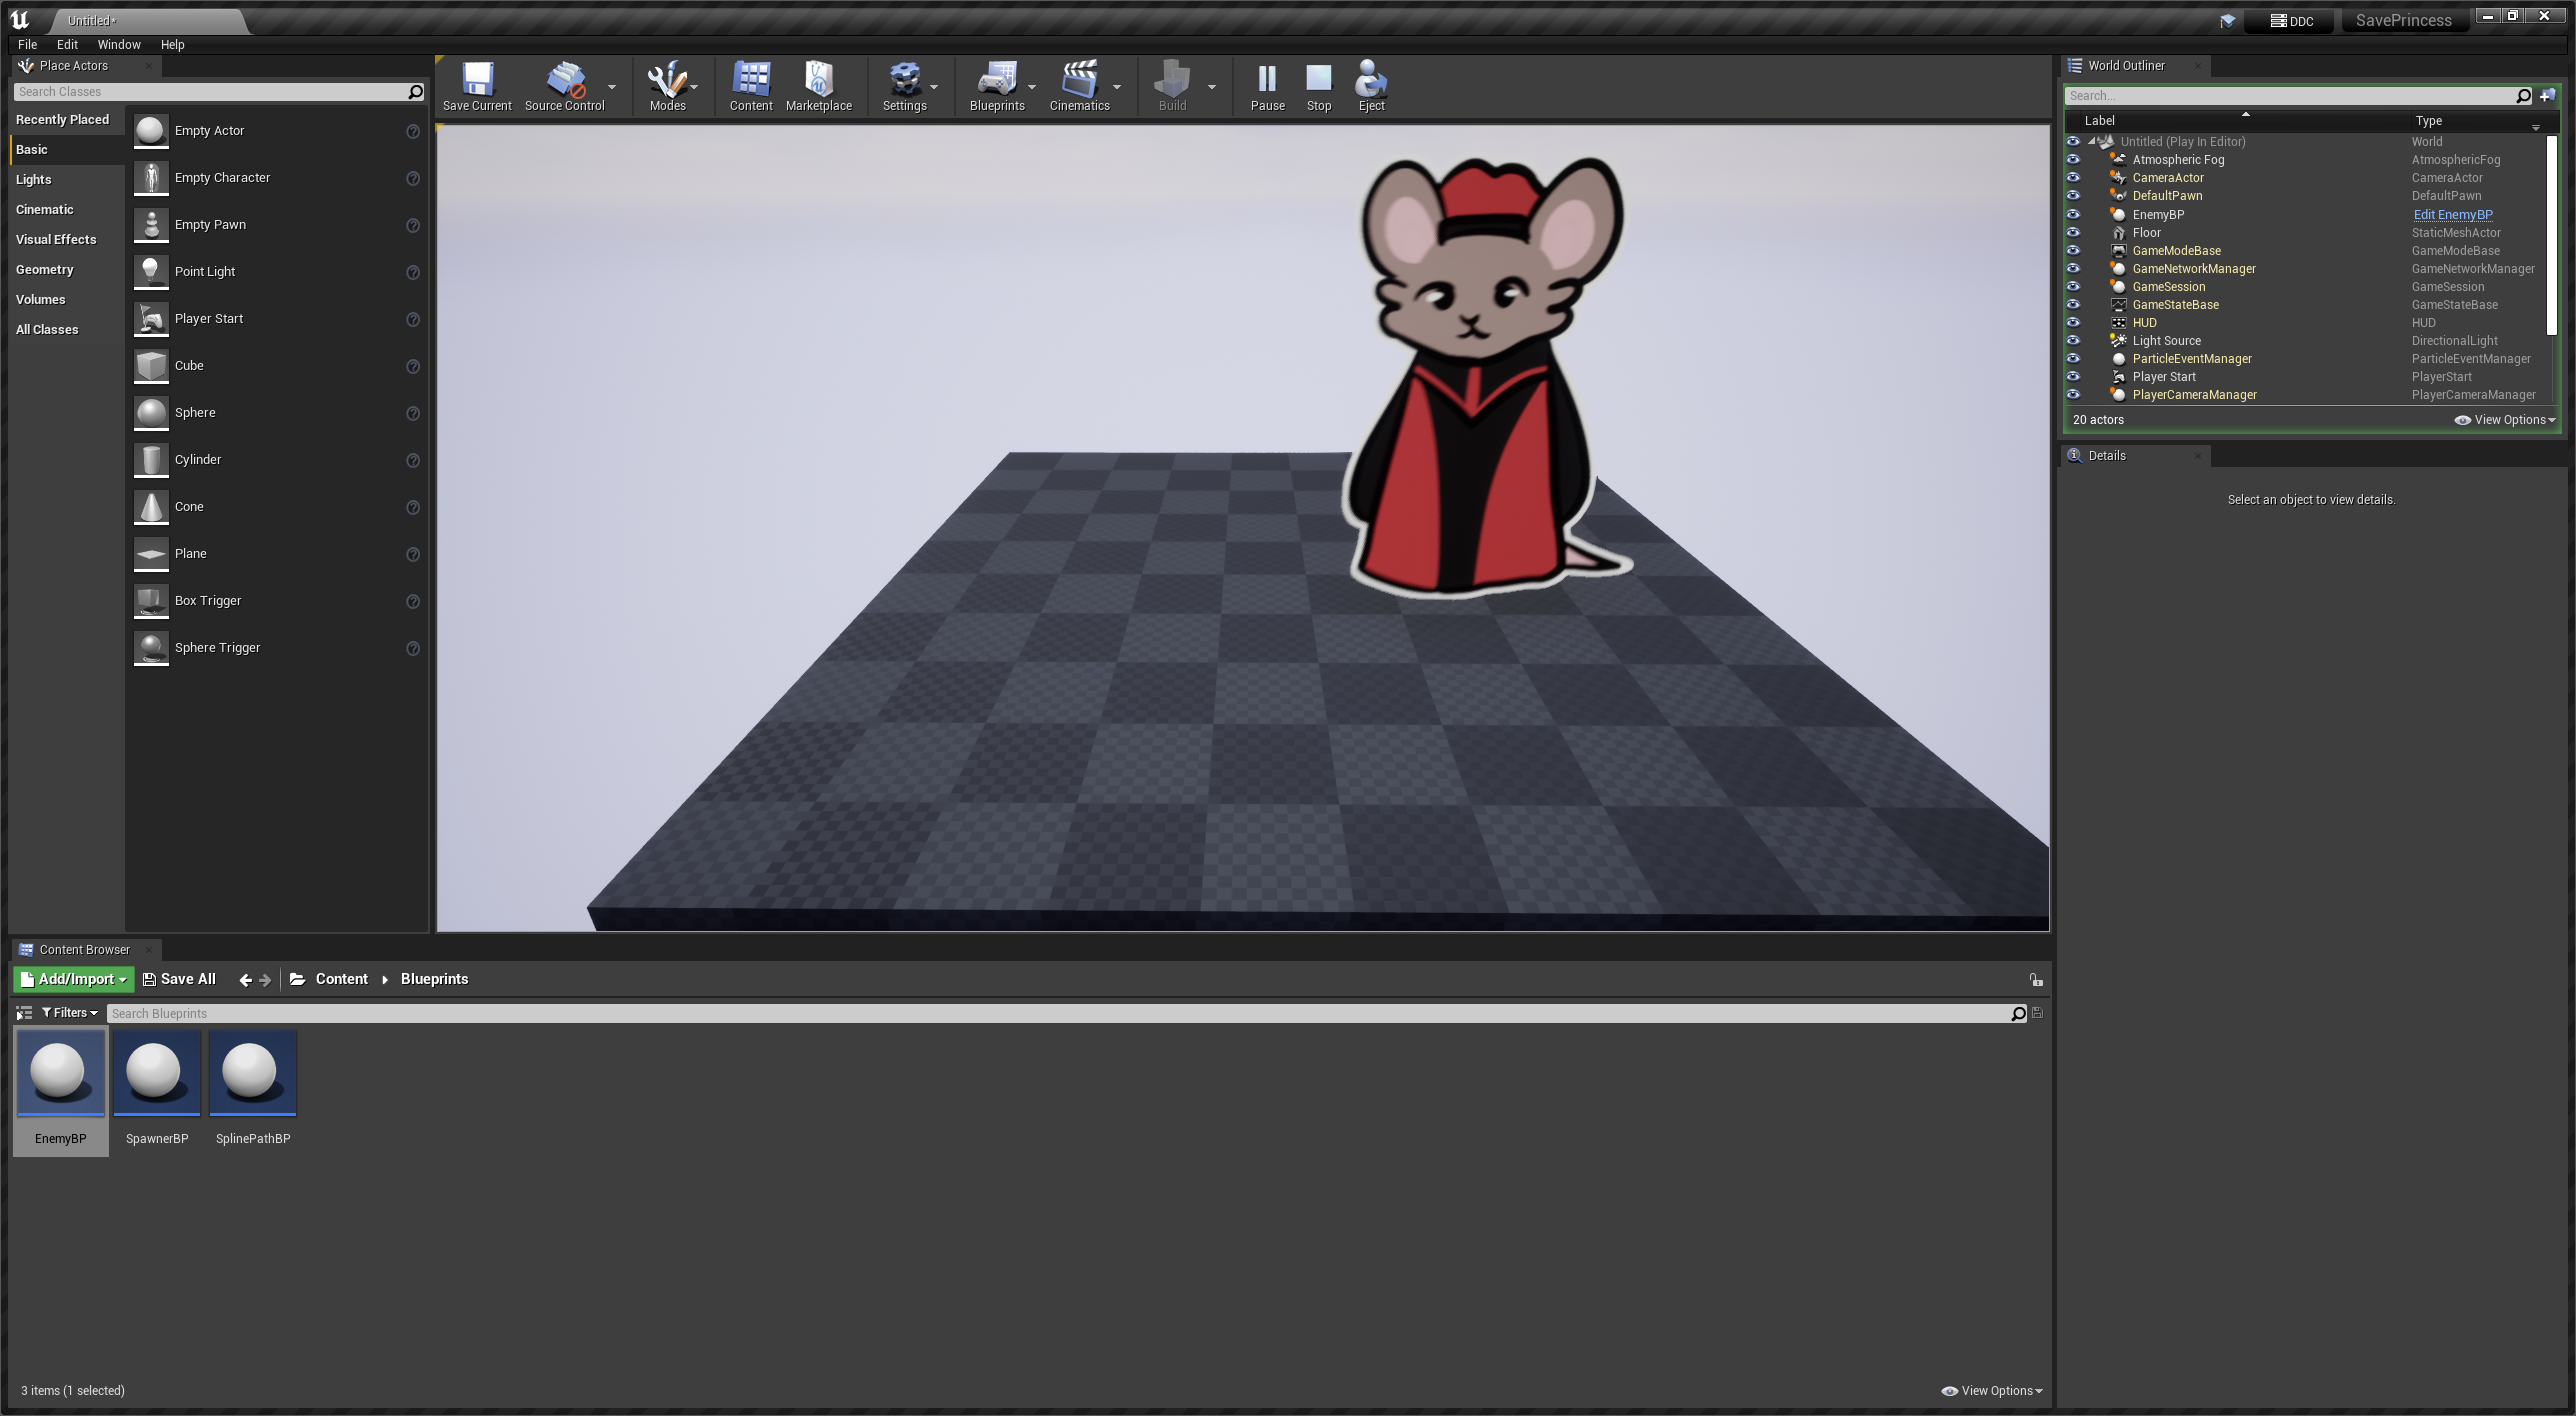 Untitled*
DDC
SavePrincess
File Edit Window Help
Place Actors
Search Classes
Recently Placed
Basic
Lights
Cinematic
Visual Effects
Geometry
Volumes
All Classes
Empty Actor
Empty Character
Empty Pawn
Point Light
Player Start
Cube
Sphere
Cylinder
Cone
Plane
Box Trigger
Sphere Trigger
Save Current
Source Control
Modes
Content
Marketplace
Settings
Blueprints
Cinematics
Build
Pause
Stop
Eject
World Outliner
Search...
Label Type
Untitled (Play In Editor) World
Atmospheric Fog AtmosphericFog
CameraActor CameraActor
DefaultPawn DefaultPawn
EnemyBP Edit EnemyBP
Floor StaticMeshActor
GameModeBase GameModeBase
GameNetworkManager GameNetworkManager
GameSession GameSession
GameStateBase GameStateBase
HUD HUD
Light Source DirectionalLight
ParticleEventManager ParticleEventManager
Player Start PlayerStart
PlayerCameraManager PlayerCameraManager
20 actors View Options
Details
Select an object to view details.
Content Browser
Add/Import Save All Content Blueprints
Filters Search Blueprints
EnemyBP SpawnerBP SplinePathBP
3 items (1 selected) View Options